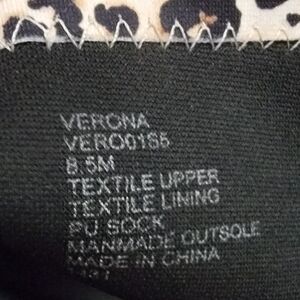 VERONA
VERO01S5
8.5M
TEXTILE UPPER
TEXTILE LINING
PU SOCK
MANMADE OUTSOLE
MADE IN CHINA